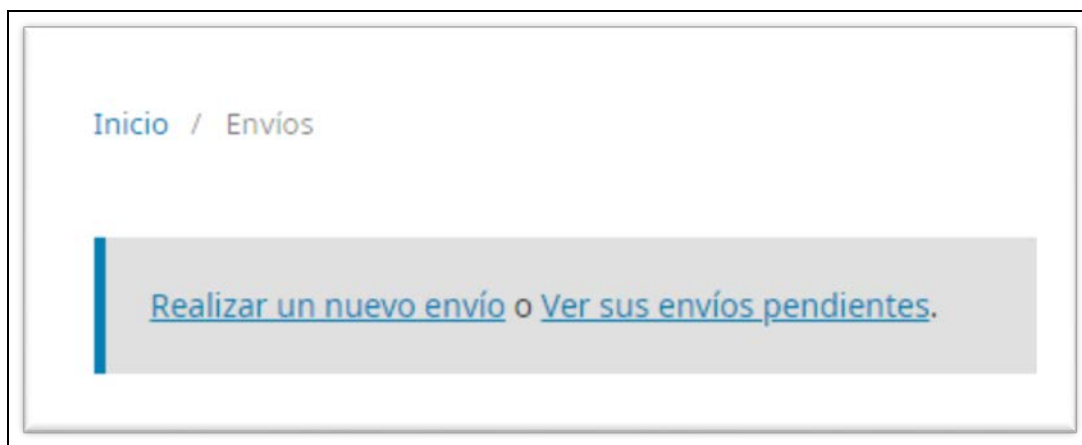 Inicio / Envíos
Realizar un nuevo envío o Ver sus envíos pendientes.